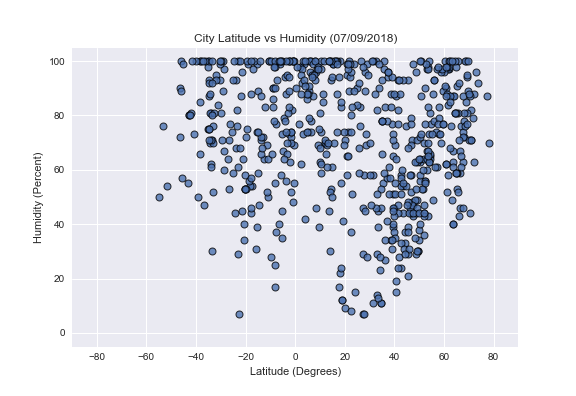 City Latitude vs Humidity (07/09/2018)
100
80
60
40
20
0
Humidity (Percent)
−80 −60 −40 −20 0 20 40 60 80
Latitude (Degrees)